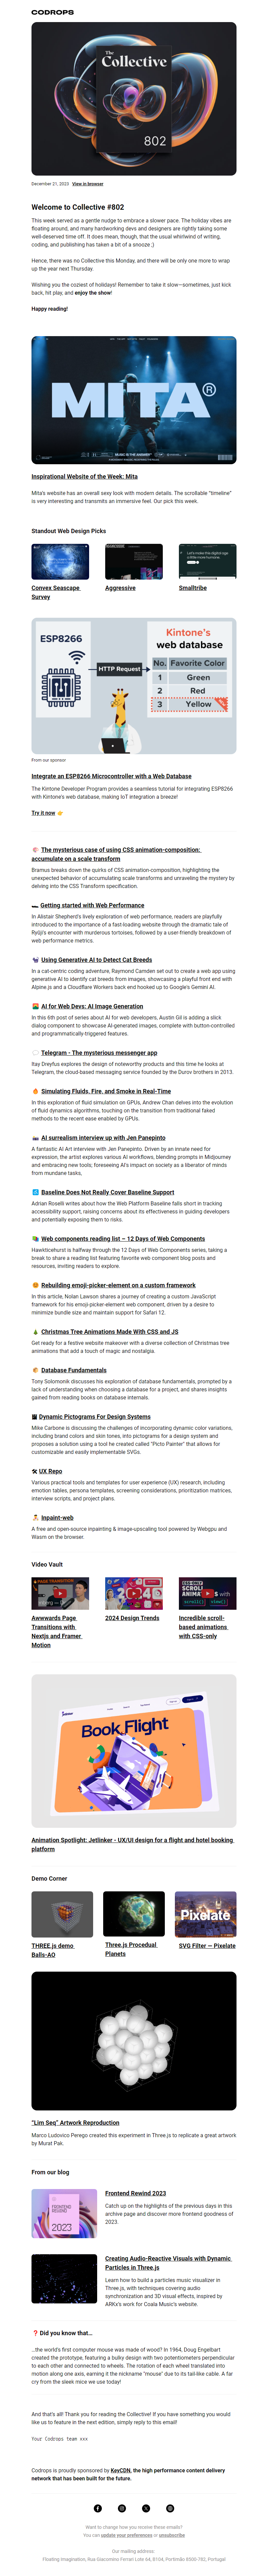 CODROPS
The
Collective
802
December 21, 2023 View in browser
Welcome to Collective #802
This week served as a gentle nudge to embrace a slower pace. The holiday vibes are
floating around, and many hardworking devs and designers are rightly taking some
well-deserved time off. It does mean, though, that the usual whirlwind of writing,
coding, and publishing has taken a bit of a snooze ;)
Hence, there was no Collective this Monday, and there will be only one more to wrap
up the year next Thursday.
Wishing you the coziest of holidays! Remember to take it slow—sometimes, just kick
back, hit play, and enjoy the show!
Happy reading!
MITA®
Inspirational Website of the Week: Mita
Mita's website has an overall sexy look with modern details. The scrollable "timeline"
is very interesting and transmits an immersive feel. Our pick this week.
Standout Web Design Picks
Convex Seascape
Survey
Aggressive
Smalltribe
ESP8266
HTTP Request
Kintone's
web database
No. Favorite Color
1 Green
2 Red
3 Yellow
From our sponsor
Integrate an ESP8266 Microcontroller with a Web Database
The Kintone Developer Program provides a seamless tutorial for integrating ESP8266
with Kintone's web database, making IoT integration a breeze!
Try it now 👉
The mysterious case of using CSS animation-composition:
accumulate on a scale transform
Bramus breaks down the quirks of CSS animation-composition, highlighting the
unexpected behavior of accumulating scale transforms and unraveling the mystery by
delving into the CSS Transform specification.
Getting started with Web Performance
In Alistair Shepherd's lively exploration of web performance, readers are playfully
introduced to the importance of a fast-loading website through the dramatic tale of
Ryūji's encounter with murderous tortoises, followed by a user-friendly breakdown of
web performance metrics.
Using Generative AI to Detect Cat Breeds
In a cat-centric coding adventure, Raymond Camden set out to create a web app using
generative AI to identify cat breeds from images, showcasing a playful front end with
Alpine.js and a Cloudflare Workers back end hooked up to Google's Gemini AI.
AI for Web Devs: AI Image Generation
In this 6th post of series about AI for web developers, Austin Gil is adding a slick
dialog component to showcase AI-generated images, complete with button-controlled
and programmatically-triggered features.
Telegram - The mysterious messenger app
Itay Dreyfus explores the design of noteworthy products and this time he looks at
Telegram, the cloud-based messaging service founded by the Durov brothers in 2013.
Simulating Fluids, Fire, and Smoke in Real-Time
In this exploration of fluid simulation on GPUs, Andrew Chan delves into the evolution
of fluid dynamics algorithms, touching on the transition from traditional faked
methods to the recent ease enabled by GPUs.
AI surrealism interview up with Jen Panepinto
A fantastic AI Art interview with Jen Panepinto. Driven by an innate need for
expression, the artist explores various AI workflows, blending prompts in Midjourney
and embracing new tools, foreseeing AI's impact on society as a liberator of minds
from mundane tasks,
Baseline Does Not Really Cover Baseline Support
Adrian Roselli writes about how the Web Platform Baseline falls short in tracking
accessibility support, raising concerns about its effectiveness in guiding developers
and potentially exposing them to risks.
Web components reading list – 12 Days of Web Components
Hawkticehurst is halfway through the 12 Days of Web Components series, taking a
break to share a reading list featuring favorite web component blog posts and
resources, inviting readers to explore.
Rebuilding emoji-picker-element on a custom framework
In this article, Nolan Lawson shares a journey of creating a custom JavaScript
framework for his emoji-picker-element web component, driven by a desire to
minimize bundle size and maintain support for Safari 12.
Christmas Tree Animations Made With CSS and JS
Get ready for a festive website makeover with a diverse collection of Christmas tree
animations that add a touch of magic and nostalgia.
Database Fundamentals
Tony Solomonik discusses his exploration of database fundamentals, prompted by a
lack of understanding when choosing a database for a project, and shares insights
gained from reading books on database internals.
Dynamic Pictograms For Design Systems
Mike Carbone is discussing the challenges of incorporating dynamic color variations,
including brand colors and skin tones, into pictograms for a design system and
proposes a solution using a tool he created called "Picto Painter" that allows for
customizable and easily implementable SVGs.
UX Repo
Various practical tools and templates for user experience (UX) research, including
motion tables, persona templates, screening considerations, prioritization matrices,
interview scripts, and project plans.
Inpaint-web
A free and open-source inpainting & image-upscaling tool powered by Webgpu and
Wasm on the browser.
Video Vault
Awwwards Page
Transitions with
Nextjs and Framer
Motion
2024 Design Trends
Incredible scroll-
based animations
with CSS-only
Book Flight
Animation Spotlight: Jetlinker - UX/UI design for a flight and hotel booking
platform
Demo Corner
THREE.js demo
Balls-AO
Three.js Procedual
Planets
Pixelate
SVG Filter — Pixelate
"Lim Seq" Artwork Reproduction
Marco Ludovico Perego created this experiment in Three.js to replicate a great artwork
by Murat Pak.
From our blog
2023
Frontend Rewind 2023
Catch up on the highlights of the previous days in this
archive page and discover more frontend goodness of
2023.
Creating Audio-Reactive Visuals with Dynamic
Particles in Three.js
Learn how to build a particles music visualizer in
Three.js, with techniques covering audio
synchronization and 3D visual effects, inspired by
ARKx's work for Coala Music's website.
❓ Did you know that…
…the world's first computer mouse was made of wood? In 1964, Doug Engelbart
created the prototype, featuring a bulky design with two potentiometers perpendicular
to each other and connected to wheels. The rotation of each wheel translated into
motion along one axis, earning it the nickname "mouse" due to its tail-like cable. A far
cry from the sleek mice we use today!
And that's all! Thank you for reading the Collective! If you have something you would
like us to feature in the next edition, simply reply to this email!
Your Codrops team xxx
Codrops is proudly sponsored by KeyCDN, the high performance content delivery
network that has been built for the future.
Want to change how you receive these emails?
You can update your preferences or unsubscribe
Our mailing address:
Floating Imagination, Rua Giacomino Ferrari Lote 64, B104, Portimão 8500-782, Portugal